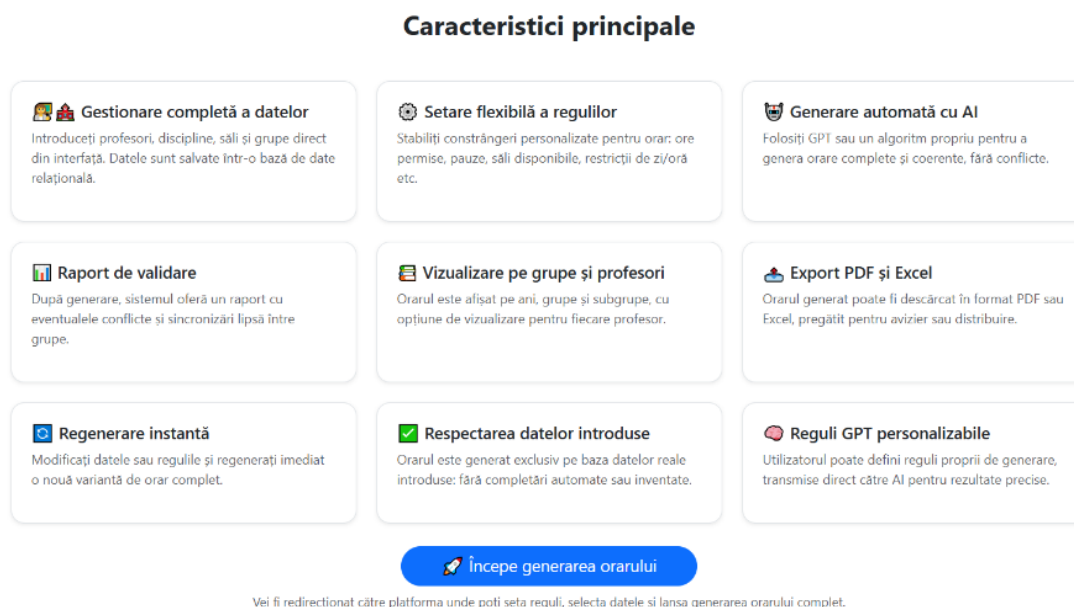 Caracteristici principale
Gestionare completă a datelor
Introduceți profesori, discipline, săli și grupe direct
din interfață. Datele sunt salvate într-o bază de date
relațională.
Setare flexibilă a regulilor
Stabiliți constrângeri personalizate pentru orar: ore
permise, pauze, săli disponibile, restricții de zi/oră
etc.
Generare automată cu AI
Folosiți GPT sau un algoritm propriu pentru a
genera orare complete și coerente, fără conflicte.
Raport de validare
După generare, sistemul oferă un raport cu
eventualele conflicte și sincronizări lipsă între
grupe.
Vizualizare pe grupe și profesori
Orarul este afișat pe ani, grupe și subgrupe, cu
opțiune de vizualizare pentru fiecare profesor.
Export PDF și Excel
Orarul generat poate fi descărcat în format PDF sau
Excel, pregătit pentru avizier sau distribuire.
Regenerare instantă
Modificați datele sau regulile și regenerați imediat
o nouă variantă de orar complet.
Respectarea datelor introduse
Orarul este generat exclusiv pe baza datelor reale
introduse: fără completări automate sau inventate.
Reguli GPT personalizabile
Utilizatorul poate defini reguli proprii de generare,
transmise direct către AI pentru rezultate precise.
Începe generarea orarului
Vei fi redirecționat către platforma unde poți seta reguli, selecta datele și lansa generarea orarului complet.